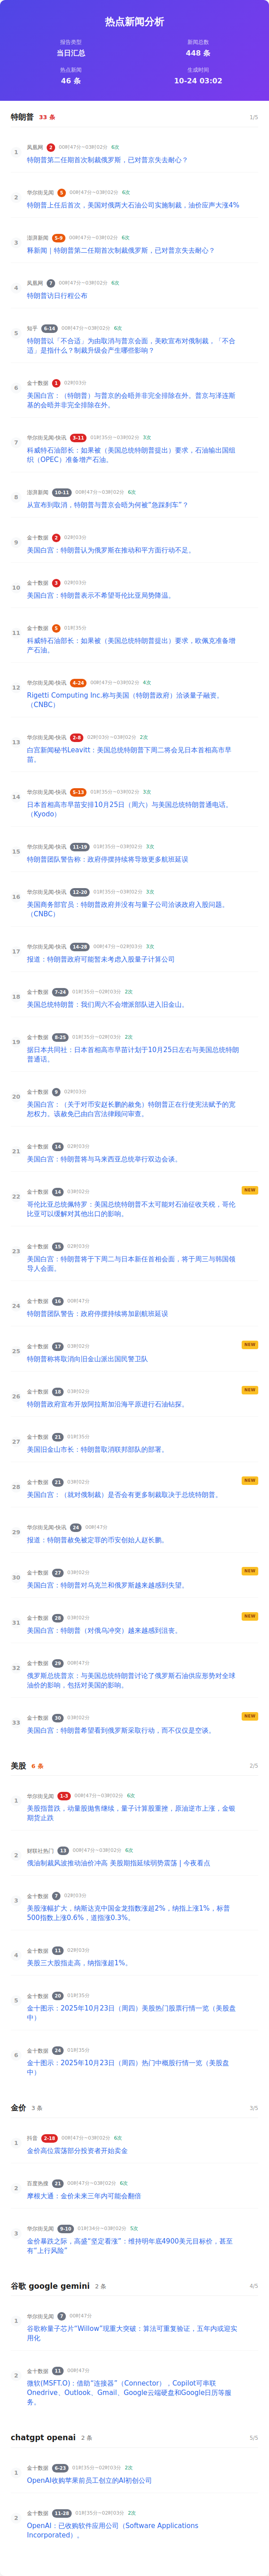 热点新闻分析
报告类型
新闻总数
当日汇总
448 条
热点新闻
生成时间
46 条
10-24 03:02
特朗普 33 条 1/5
1
凤凰网 2 00时47分~03时02分 6次
特朗普第二任期首次制裁俄罗斯，已对普京失去耐心？
2
华尔街见闻 5 00时47分~03时02分 6次
特朗普上任后首次，美国对俄两大石油公司实施制裁，油价应声大涨4%
3
澎湃新闻 5-9 00时47分~03时02分 6次
释新闻｜特朗普第二任期首次制裁俄罗斯，已对普京失去耐心？
4
凤凰网 7 00时47分~03时02分 6次
特朗普访日行程公布
5
知乎 6-14 00时47分~03时02分 6次
特朗普以「不合适」为由取消与普京会面，美欧宣布对俄制裁，「不合
适」是指什么？制裁升级会产生哪些影响？
6
金十数据 1 02时03分
美国白宫：（特朗普）与普京的会晤并非完全排除在外。普京与泽连斯
基的会晤并非完全排除在外。
7
华尔街见闻-快讯 3-11 01时35分~03时02分 3次
科威特石油部长：如果被（美国总统特朗普提出）要求，石油输出国组
织（OPEC）准备增产石油。
8
澎湃新闻 10-11 00时47分~03时02分 6次
从宣布到取消，特朗普与普京会晤为何被“急踩刹车”？
9
金十数据 2 02时03分
美国白宫：特朗普认为俄罗斯在推动和平方面行动不足。
10
金十数据 3 02时03分
美国白宫：特朗普表示不希望哥伦比亚局势降温。
11
金十数据 5 01时35分
科威特石油部长：如果被（美国总统特朗普提出）要求，欧佩克准备增
产石油。
12
华尔街见闻-快讯 4-24 00时47分~03时02分 4次
Rigetti Computing Inc.称与美国（特朗普政府）洽谈量子融资。
（CNBC）
13
华尔街见闻-快讯 2-8 02时03分~03时02分 2次
白宫新闻秘书Leavitt：美国总统特朗普下周二将会见日本首相高市早
苗。
14
华尔街见闻-快讯 5-13 01时35分~03时02分 3次
日本首相高市早苗安排10月25日（周六）与美国总统特朗普通电话。
（Kyodo）
15
华尔街见闻-快讯 11-19 01时35分~03时02分 3次
特朗普团队警告称：政府停摆持续将导致更多航班延误
16
华尔街见闻-快讯 12-20 01时35分~03时02分 3次
美国商务部官员：特朗普政府并没有与量子公司洽谈政府入股问题。
（CNBC）
17
华尔街见闻-快讯 14-28 00时47分~02时03分 3次
报道：特朗普政府可能暂未考虑入股量子计算公司
18
金十数据 7-24 01时35分~02时03分 2次
美国总统特朗普：我们周六不会增派部队进入旧金山。
19
金十数据 8-25 01时35分~02时03分 2次
据日本共同社：日本首相高市早苗计划于10月25日左右与美国总统特朗
普通话。
20
金十数据 9 02时03分
美国白宫：（关于对币安赵长鹏的赦免）特朗普正在行使宪法赋予的宽
恕权力。该赦免已由白宫法律顾问审查。
21
金十数据 14 02时03分
美国白宫：特朗普将与马来西亚总统举行双边会谈。
22
金十数据 14 03时02分 NEW
哥伦比亚总统佩特罗：美国总统特朗普不太可能对石油征收关税，哥伦
比亚可以缓解对其他出口的影响。
23
金十数据 15 02时03分
美国白宫：特朗普将于下周二与日本新任首相会面，将于周三与韩国领
导人会面。
24
金十数据 16 00时47分
特朗普团队警告：政府停摆持续将加剧航班延误
25
金十数据 17 03时02分 NEW
特朗普称将取消向旧金山派出国民警卫队
26
金十数据 18 03时02分 NEW
特朗普政府宣布开放阿拉斯加沿海平原进行石油钻探。
27
金十数据 21 01时35分
美国旧金山市长：特朗普取消联邦部队的部署。
28
金十数据 21 03时02分 NEW
美国白宫：（就对俄制裁）是否会有更多制裁取决于总统特朗普。
29
华尔街见闻-快讯 24 00时47分
报道：特朗普赦免被定罪的币安创始人赵长鹏。
30
金十数据 27 03时02分 NEW
美国白宫：特朗普对乌克兰和俄罗斯越来越感到失望。
31
金十数据 28 03时02分 NEW
美国白宫：特朗普（对俄乌冲突）越来越感到沮丧。
32
金十数据 29 00时47分
俄罗斯总统普京：与美国总统特朗普讨论了俄罗斯石油供应形势对全球
油价的影响，包括对美国的影响。
33
金十数据 30 03时02分 NEW
美国白宫：特朗普希望看到俄罗斯采取行动，而不仅仅是空谈。
美股 6 条 2/5
1
华尔街见闻 1-3 00时47分~03时02分 6次
美股指普跌，动量股抛售继续，量子计算股重挫，原油逆市上涨，金银
期货止跌
2
财联社热门 13 00时47分~03时02分 6次
俄油制裁风波推动油价冲高 美股期指延续弱势震荡 | 今夜看点
3
金十数据 7 02时03分
美股涨幅扩大，纳斯达克中国金龙指数涨超2%，纳指上涨1%，标普
500指数上涨0.6%，道指涨0.3%。
4
金十数据 11 02时03分
美股三大股指走高，纳指涨超1%。
5
金十数据 20 01时35分
金十图示：2025年10月23日（周四）美股热门股票行情一览（美股盘
中）
6
金十数据 24 01时35分
金十图示：2025年10月23日（周四）热门中概股行情一览（美股盘
中）
金价 3 条 3/5
1
抖音 2-18 00时47分~03时02分 6次
金价高位震荡部分投资者开始卖金
2
百度热搜 21 00时47分~03时02分 6次
摩根大通：金价未来三年内可能会翻倍
3
华尔街见闻 9-10 01时34分~03时02分 5次
金价暴跌之际，高盛“坚定看涨”：维持明年底4900美元目标价，甚至
有“上行风险”
谷歌 google gemini 2 条 4/5
1
华尔街见闻 7 00时47分
谷歌称量子芯片“Willow”现重大突破：算法可重复验证，五年内或迎实
用化
2
金十数据 11 00时47分
微软(MSFT.O)：借助“连接器”（Connector），Copilot可串联
Onedrive、Outlook、Gmail、Google云端硬盘和Google日历等服
务。
chatgpt openai 2 条 5/5
1
金十数据 6-23 01时35分~02时03分 2次
OpenAI收购苹果前员工创立的AI初创公司
2
金十数据 11-28 01时35分~02时03分 2次
OpenAI：已收购软件应用公司（Software Applications
Incorporated）。